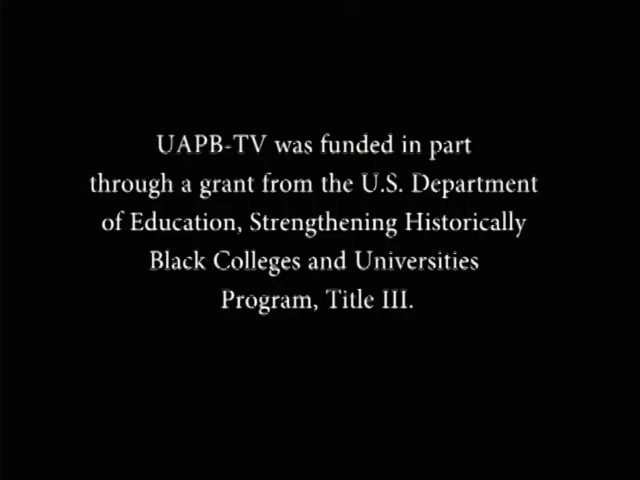 UAPB-TV was funded in part
through a grant from the U.S. Department
of Education, Strengthening Historically
Black Colleges and Universities
Program, Title III.